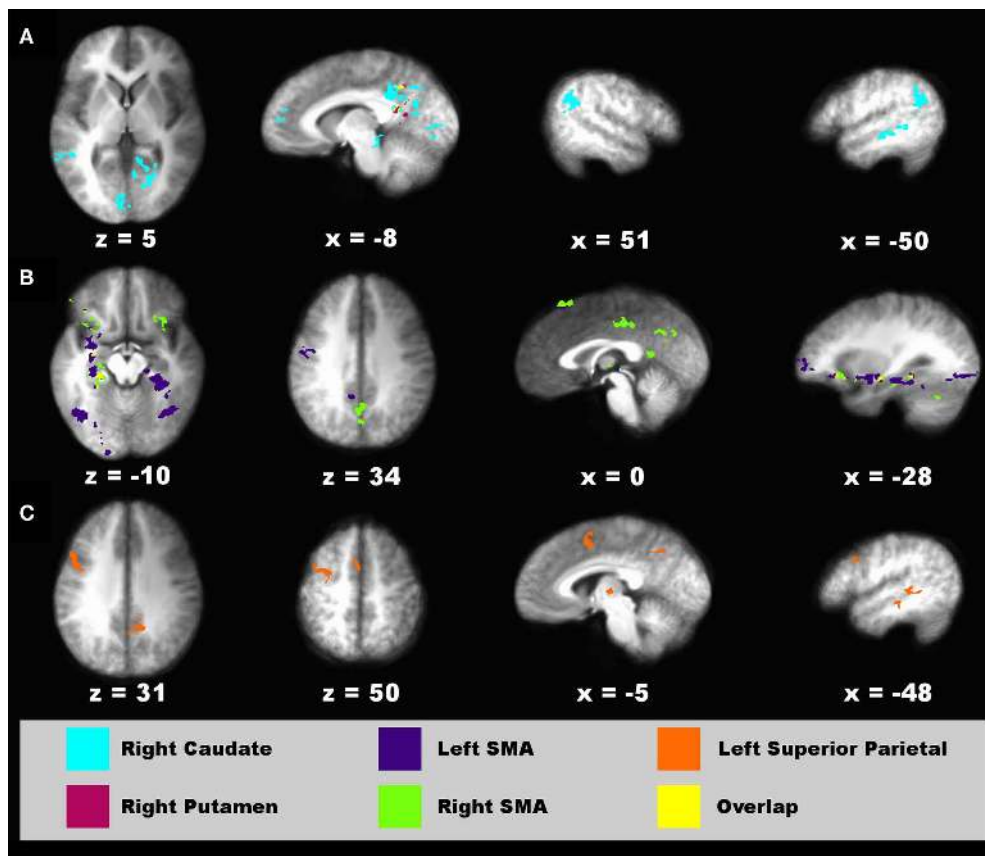 A
z = 5 x = -8 x = 51 x = -50
B
z = -10 z = 34 x = 0 x = -28
C
z = 31 z = 50 x = -5 x = -48
Right Caudate Left SMA Left Superior Parietal
Right Putamen Right SMA Overlap